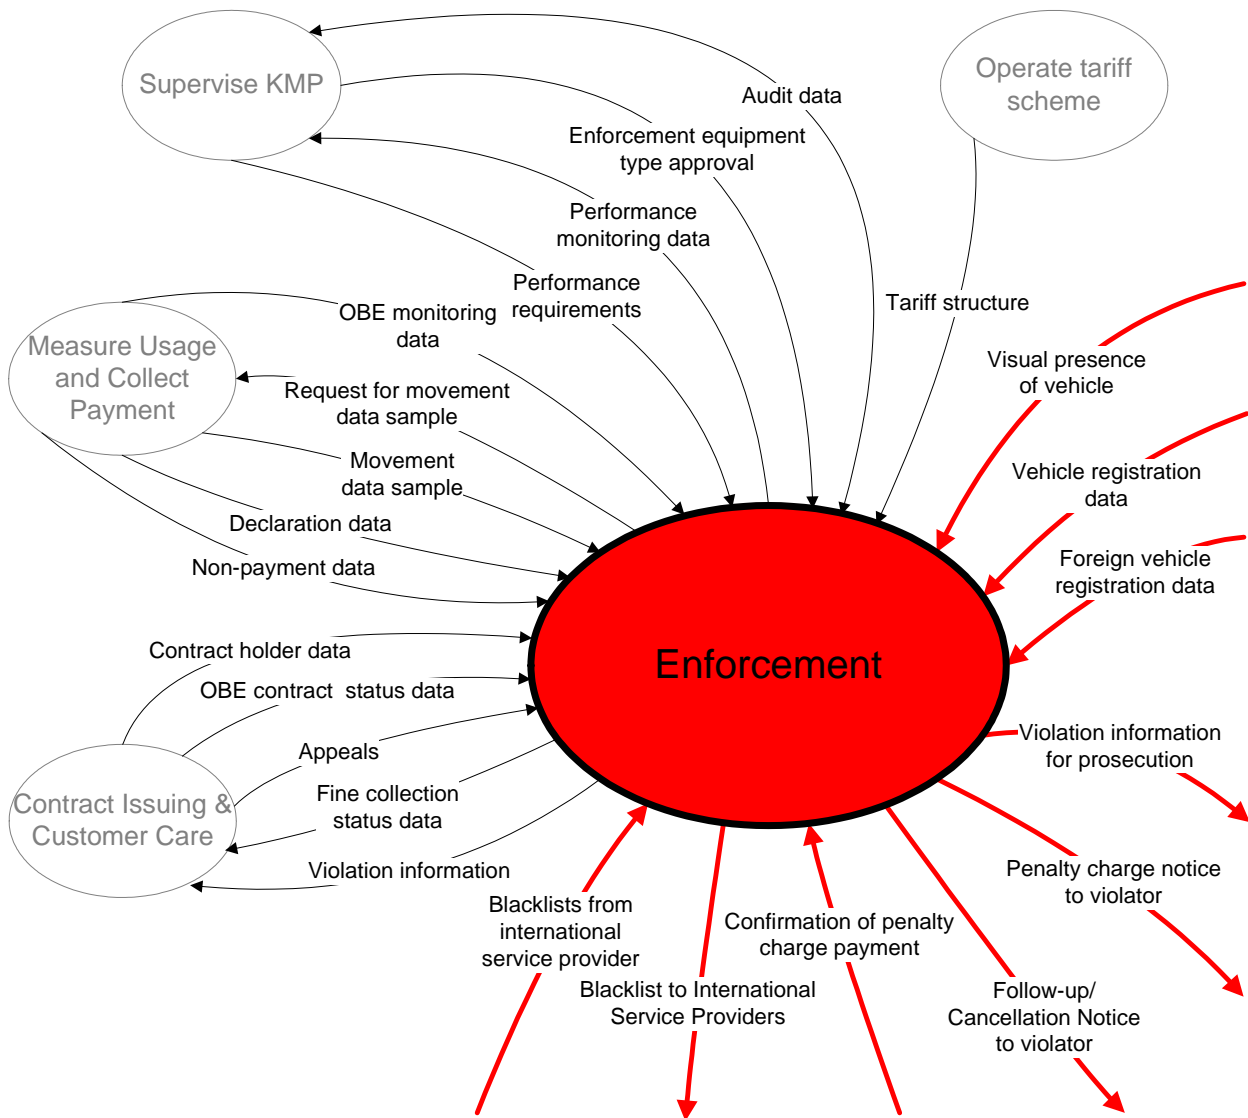 Supervise KMP
Operate tariff
scheme
Audit data
Enforcement equipment
type approval
Performance
monitoring data
Performance
requirements
OBE monitoring
data
Tariff structure
Measure Usage
and Collect
Payment
Visual presence
of vehicle
Request for movement
data sample
Movement
data sample
Vehicle registration
data
Declaration data
Non-payment data
Foreign vehicle
registration data
Contract holder data
Enforcement
OBE contract status data
Appeals
Violation information
for prosecution
Contract Issuing &
Customer Care
Fine collection
status data
Violation information
Penalty charge notice
to violator
Blacklists from
international
service provider
Confirmation of penalty
charge payment
Blacklist to International
Service Providers
Follow-up/
Cancellation Notice
to violator